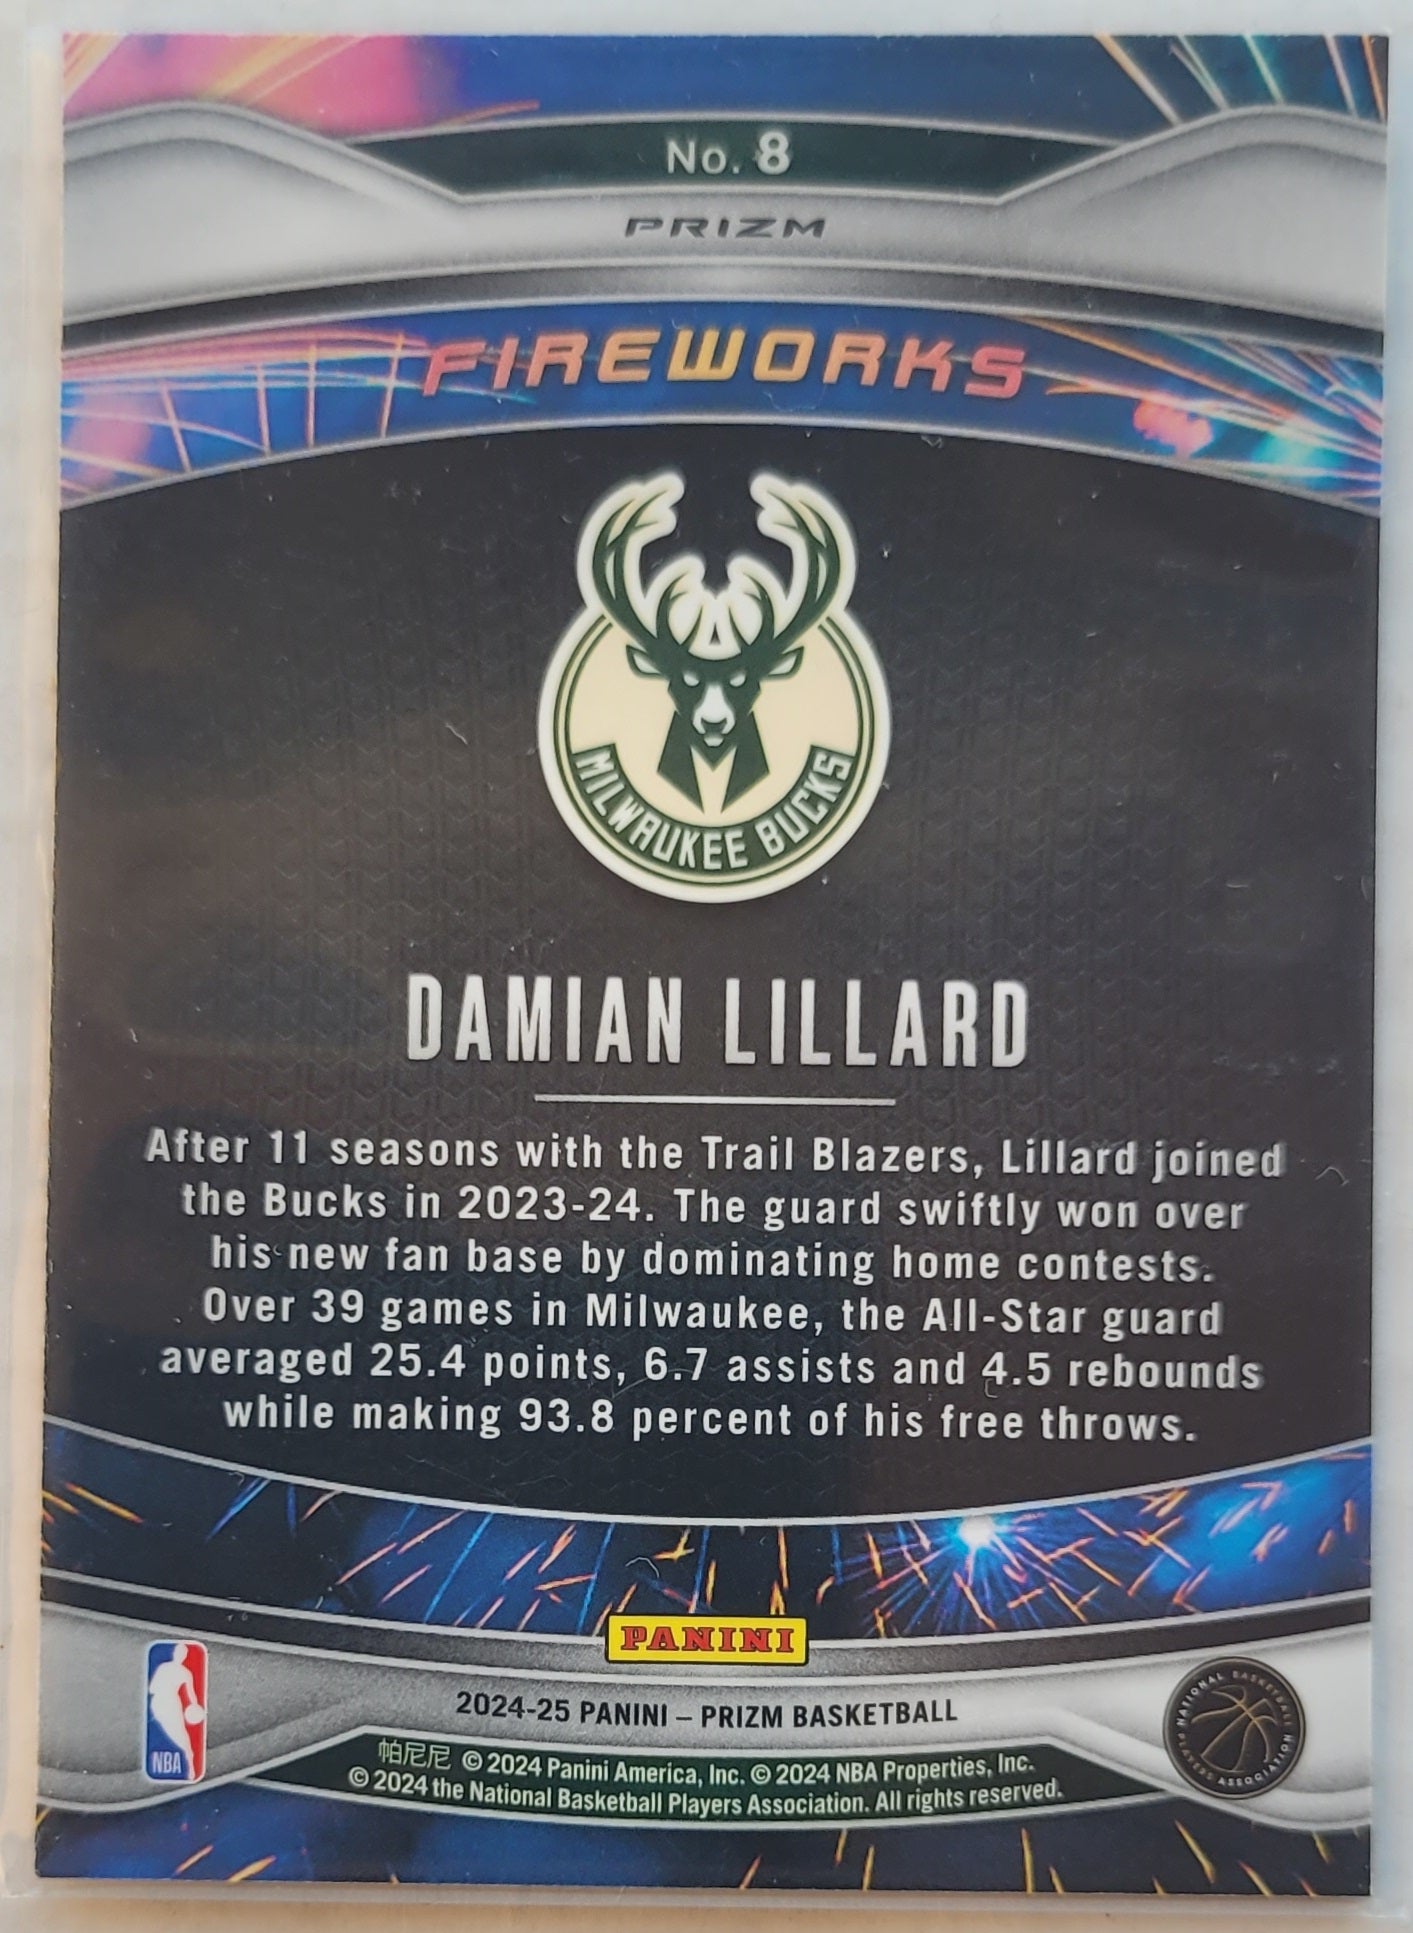 No. 8
PRIZM
FIREWORKS
MILWAUKEE BUCKS
DAMIAN LILLARD
After 11 seasons with the Trail Blazers, Lillard joined
the Bucks in 2023-24. The guard swiftly won over
his new fan base by dominating home contests.
Over 39 games in Milwaukee, the All-Star guard
averaged 25.4 points, 6.7 assists and 4.5 rebounds
while making 93.8 percent of his free throws.
PANINI
NBA
2024-25 PANINI – PRIZM BASKETBALL
NATIONAL BASKETBALL PLAYERS ASSOCIATION
帕尼尼 © 2024 Panini America, Inc. © 2024 NBA Properties, Inc.
© 2024 the National Basketball Players Association. All rights reserved.